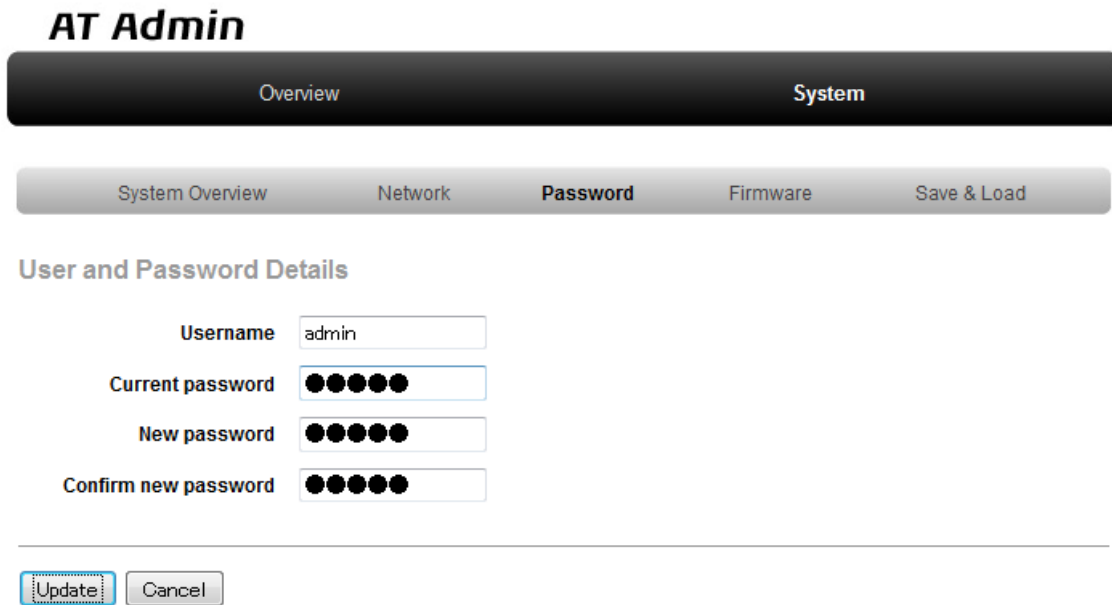 AT Admin
Overview System
System Overview Network Password Firmware Save & Load
User and Password Details
Username admin
Current password ●●●●●
New password ●●●●●
Confirm new password ●●●●●
Update Cancel